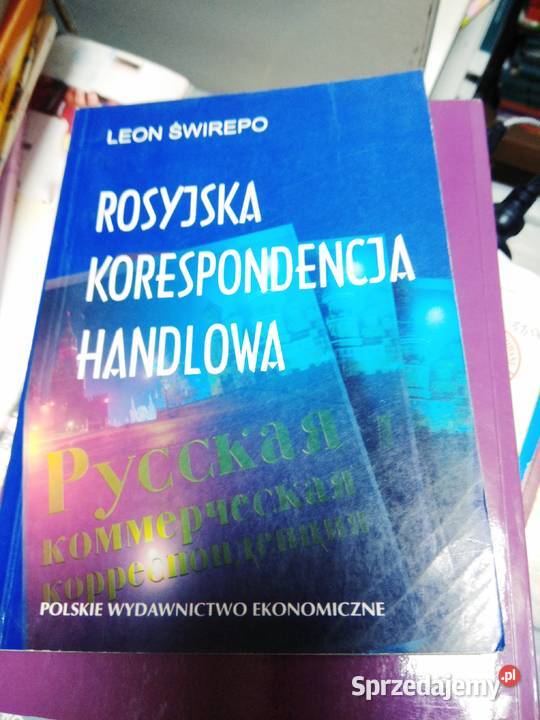 LEON ŚWIREPO
ROSYJSKA
KORESPONDENCJA
HANDLOWA
Русская
коммерческая
корреспонденция
POLSKIE WYDAWNICTWO EKONOMICZNE
Sprzedajemy.pl